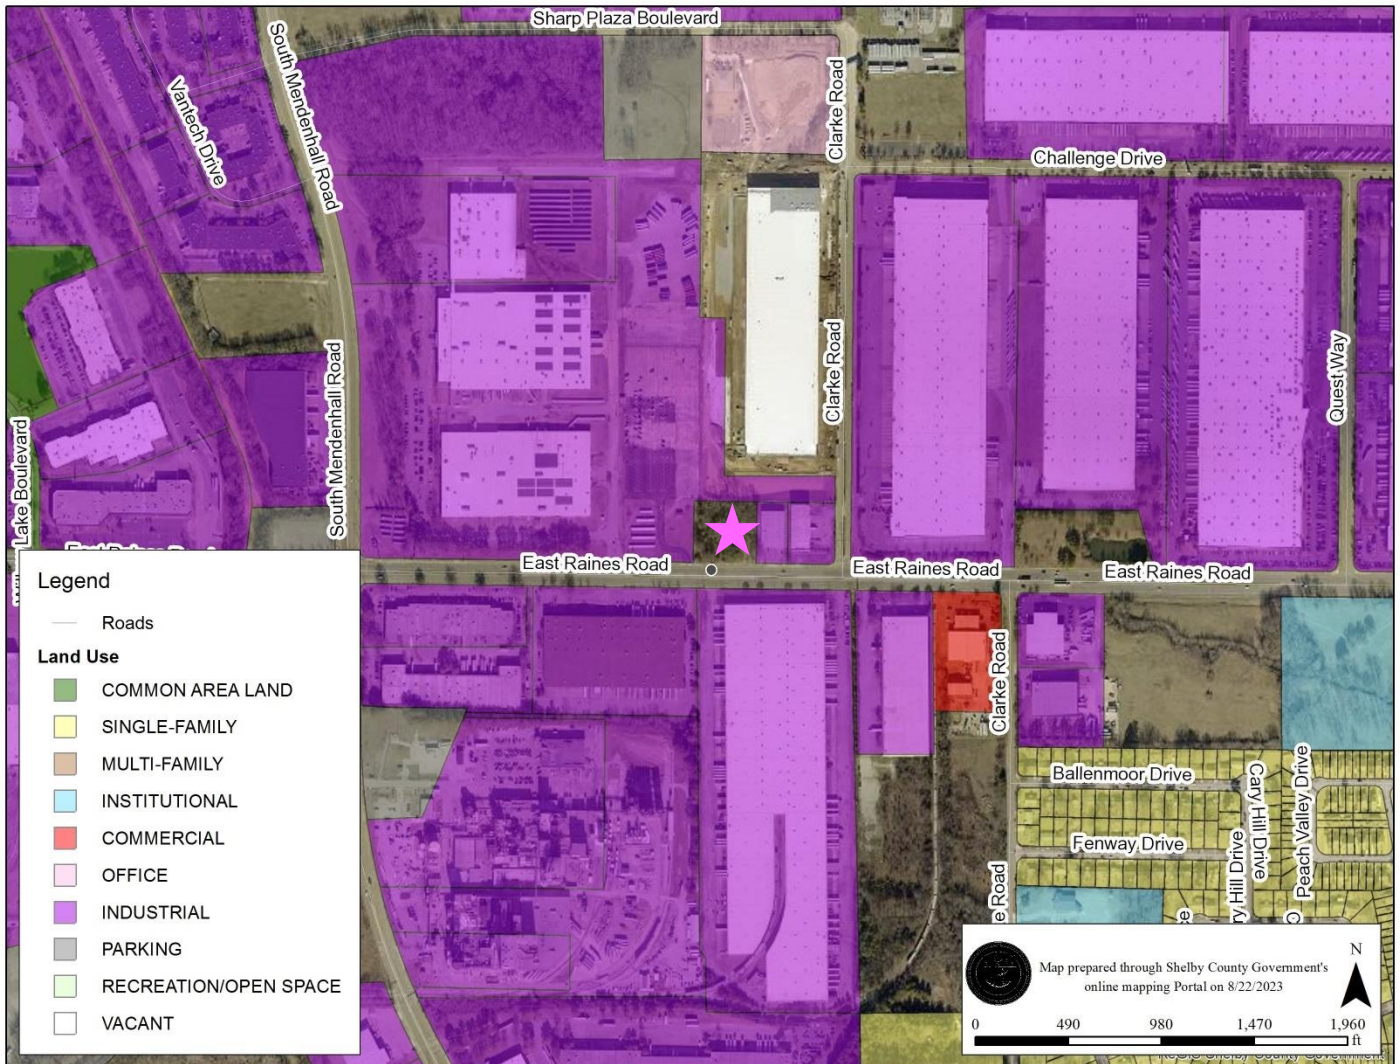 Sharp Plaza Boulevard
South Mendenhall Road
Vantech Drive
Clarke Road
Challenge Drive
Clarke Road
Quest Way
South Mendenhall Road
Lake Boulevard
East Raines Road
East Raines Road
East Raines Road
Clarke Road
Ballenmoor Drive
Cary Hill Drive
Peach Valley Drive
Fenway Drive
ry Hill Drive
e Road
Legend
Roads
Land Use
COMMON AREA LAND
SINGLE-FAMILY
MULTI-FAMILY
INSTITUTIONAL
COMMERCIAL
OFFICE
INDUSTRIAL
PARKING
RECREATION/OPEN SPACE
VACANT
Map prepared through Shelby County Government's
online mapping Portal on 8/22/2023
N
0 490 980 1,470 1,960
ft